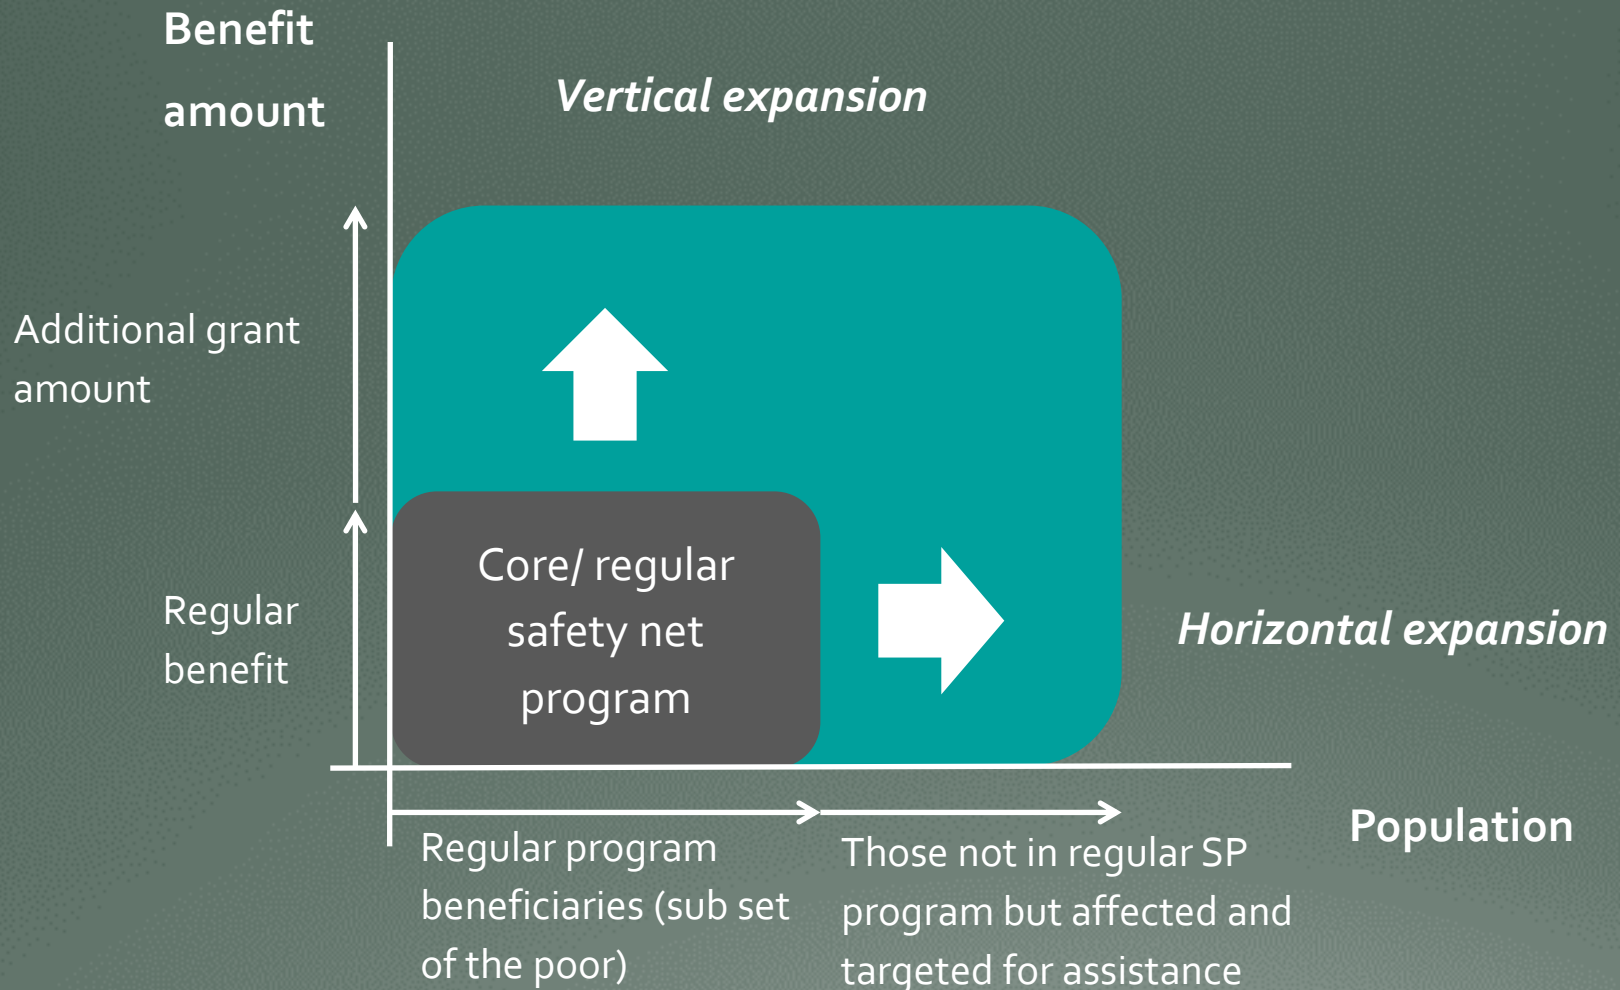 Benefit
amount
Vertical expansion
Additional grant
amount
Regular
benefit
Core/ regular
safety net
program
Horizontal expansion
Population
Regular program
beneficiaries (sub set
of the poor)
Those not in regular SP
program but affected and
targeted for assistance